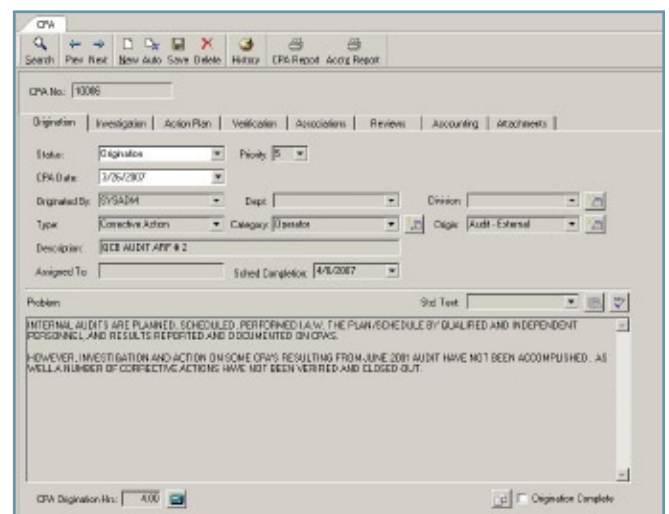 CPA
Search Prev Next New Auto Save Delete History CPA Report Acctg Report
CPA No.: 10006
Origination Investigation Action Plan Verification Associations Reviews Accounting Attachments
Status: Origination Priority: 5
CPA Date: 3/26/2007
Originated By: SYSADM Dept: Division:
Type: Corrective Action Category: Operator Origin: Audit - External
Description: QCB AUDIT ARF # 2
Assigned To: Sched Completion: 4/6/2007
Problem Std Text:
INTERNAL AUDITS ARE PLANNED, SCHEDULED, PERFORMED I.A.W. THE PLAN/SCHEDULE BY QUALIFIED AND INDEPENDENT
PERSONNEL, AND RESULTS REPORTED AND DOCUMENTED ON CPA'S.
HOWEVER, INVESTIGATION AND ACTION ON SOME CPA'S RESULTING FROM JUNE 2001 AUDIT HAVE NOT BEEN ACCOMPLISHED. AS
WELL A NUMBER OF CORRECTIVE ACTIONS HAVE NOT BEEN VERIFIED AND CLOSED OUT.
CPA Origination Hrs: 4.00 Origination Complete